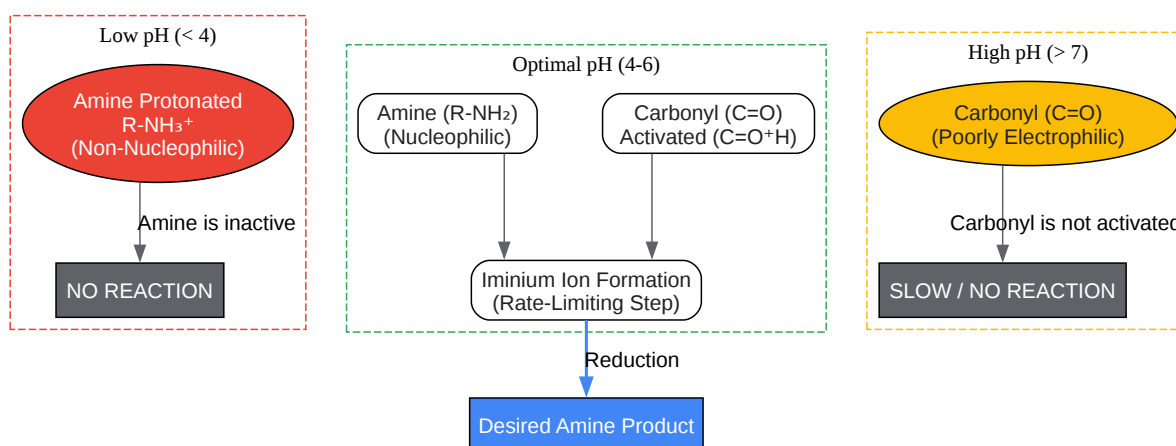 Low pH (< 4)
Amine Protonated
R-NH₃⁺
(Non-Nucleophilic)
Amine is inactive
NO REACTION
Optimal pH (4-6)
Amine (R-NH₂)
(Nucleophilic)
Carbonyl (C=O)
Activated (C=O⁺H)
Iminium Ion Formation
(Rate-Limiting Step)
Reduction
Desired Amine Product
High pH (> 7)
Carbonyl (C=O)
(Poorly Electrophilic)
Carbonyl is not activated
SLOW / NO REACTION